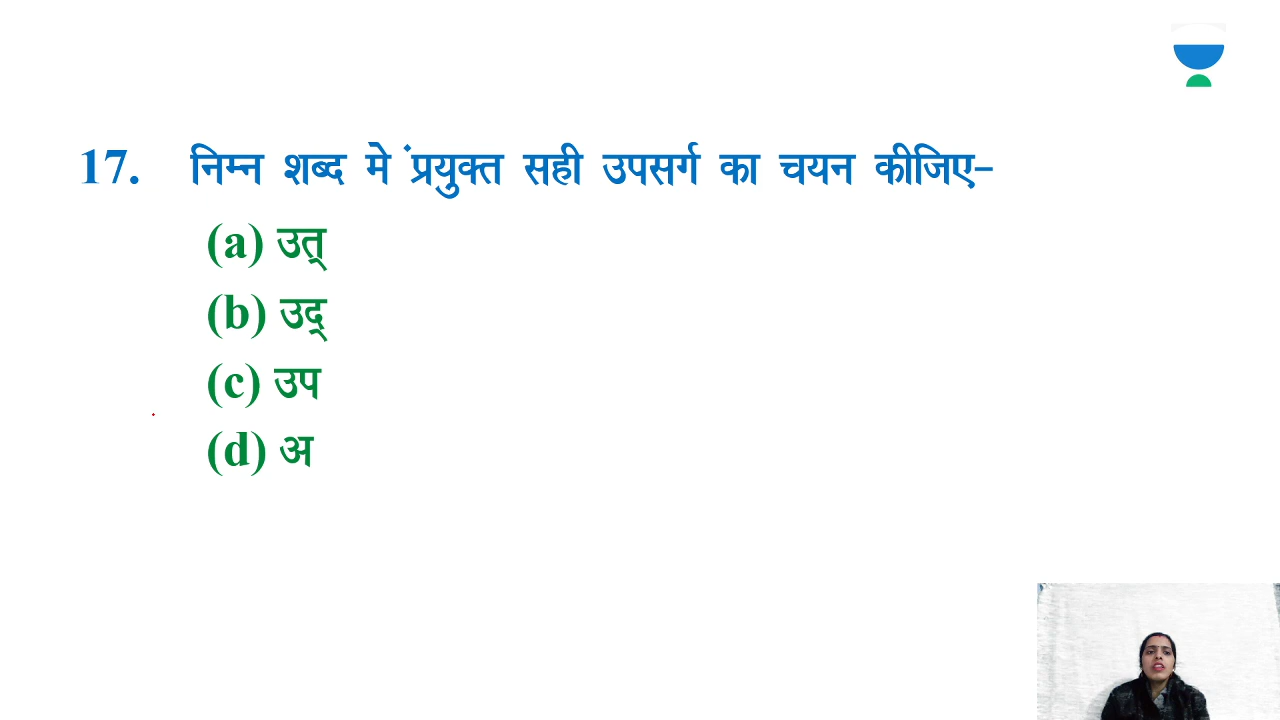 17. निम्न शब्द में प्रयुक्त सही उपसर्ग का चयन कीजिए-
(a) उत्
(b) उद्
(c) उप
(d) अ